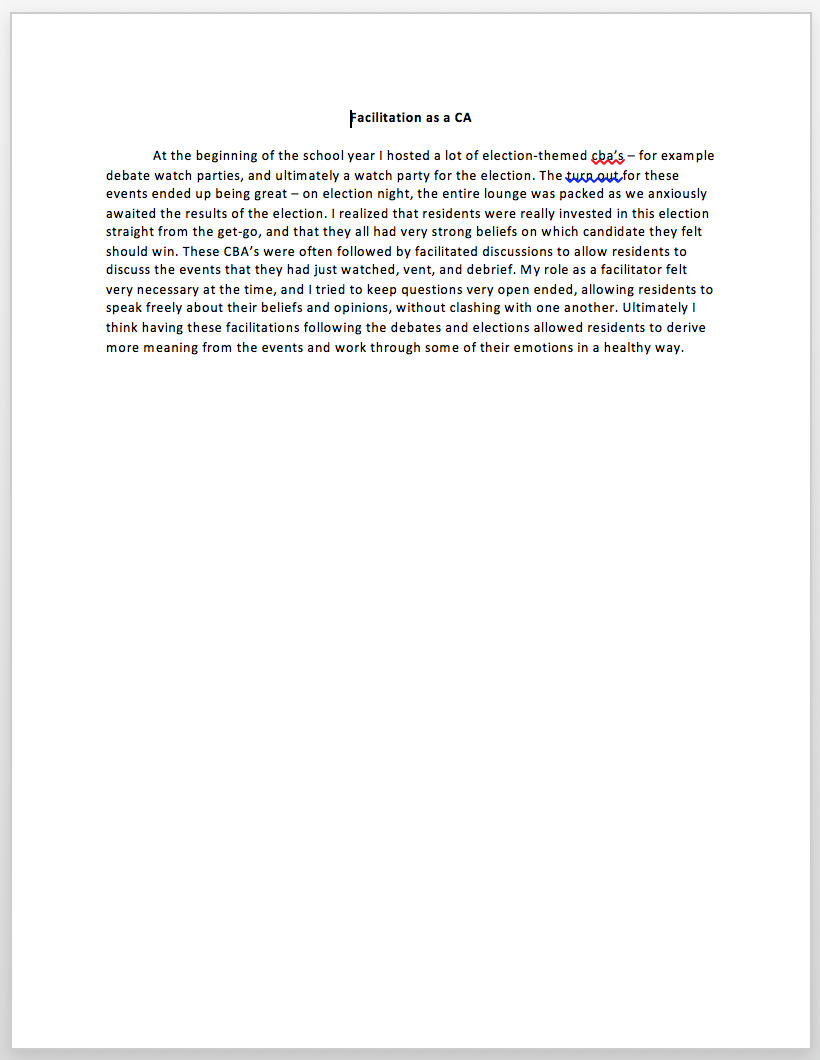 Facilitation as a CA
At the beginning of the school year I hosted a lot of election-themed cba’s – for example
debate watch parties, and ultimately a watch party for the election. The turn out for these
events ended up being great – on election night, the entire lounge was packed as we anxiously
awaited the results of the election. I realized that residents were really invested in this election
straight from the get-go, and that they all had very strong beliefs on which candidate they felt
should win. These CBA’s were often followed by facilitated discussions to allow residents to
discuss the events that they had just watched, vent, and debrief. My role as a facilitator felt
very necessary at the time, and I tried to keep questions very open ended, allowing residents to
speak freely about their beliefs and opinions, without clashing with one another. Ultimately I
think having these facilitations following the debates and elections allowed residents to derive
more meaning from the events and work through some of their emotions in a healthy way.